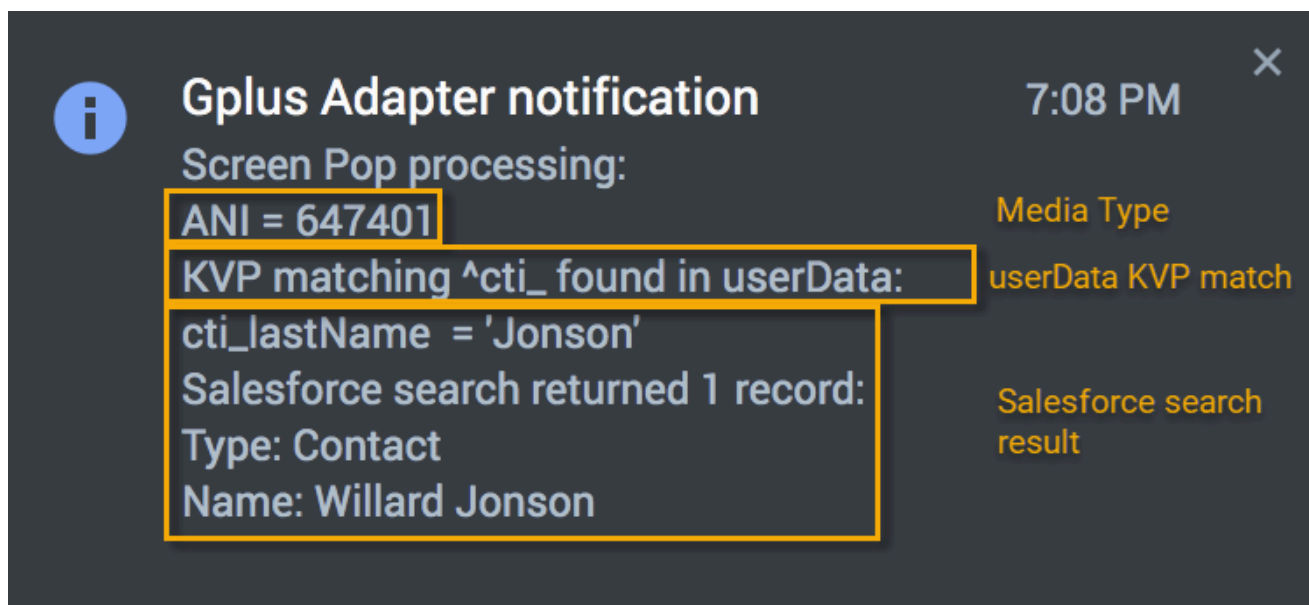 Gplus Adapter notification 7:08 PM
Screen Pop processing:
ANI = 647401 Media Type
KVP matching ^cti_ found in userData: userData KVP match
cti_lastName = 'Jonson'
Salesforce search returned 1 record: Salesforce search
Type: Contact result
Name: Willard Jonson